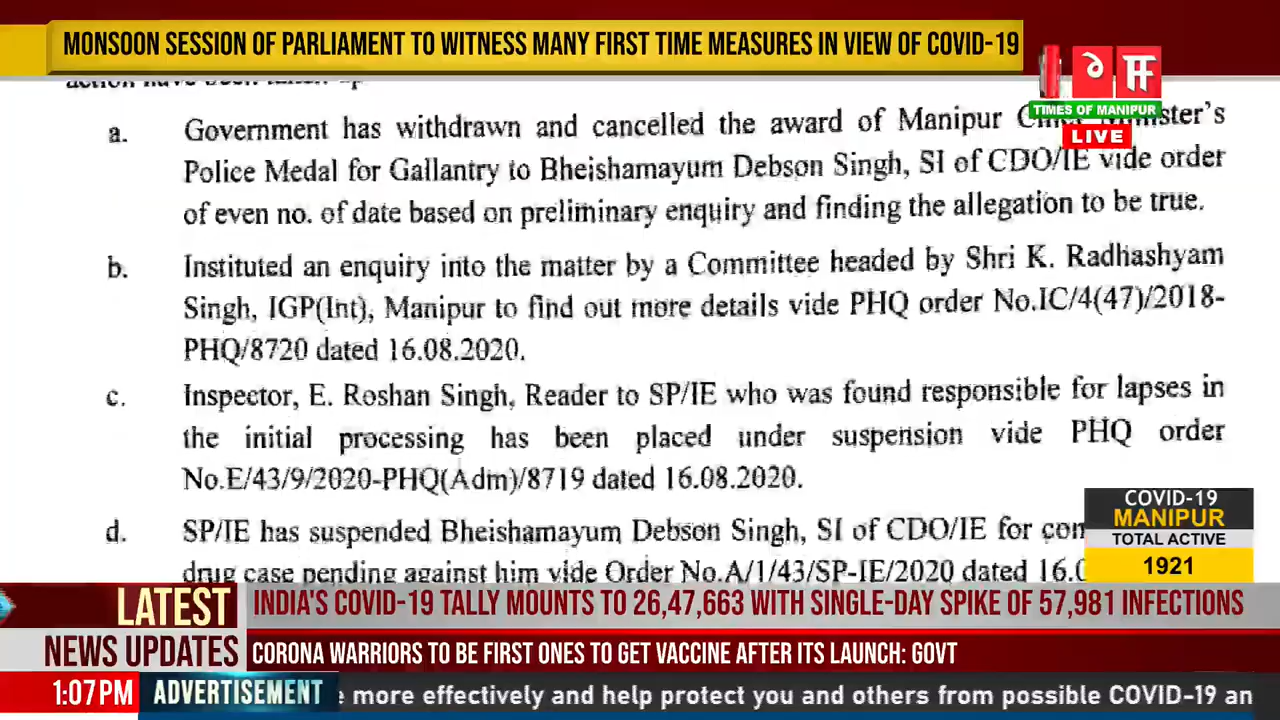 MONSOON SESSION OF PARLIAMENT TO WITNESS MANY FIRST TIME MEASURES IN VIEW OF COVID-19
TIMES OF MANIPUR
LIVE
action have been taken up
a. Government has withdrawn and cancelled the award of Manipur Chief Minister's
Police Medal for Gallantry to Bheishamayum Debson Singh, SI of CDO/IE vide order
of even no. of date based on preliminary enquiry and finding the allegation to be true.
b. Instituted an enquiry into the matter by a Committee headed by Shri K. Radhashyam
Singh, IGP(Int), Manipur to find out more details vide PHQ order No.IC/4(47)/2018-
PHQ/8720 dated 16.08.2020.
c. Inspector, E. Roshan Singh, Reader to SP/IE who was found responsible for lapses in
the initial processing has been placed under suspension vide PHQ order
No.E/43/9/2020-PHQ(Adm)/8719 dated 16.08.2020.
d. SP/IE has suspended Bheishamayum Debson Singh, SI of CDO/IE for con
drug case pending against him vide Order No.A/1/43/SP-IE/2020 dated 16.0
COVID-19
MANIPUR
TOTAL ACTIVE
1921
LATEST
NEWS UPDATES
INDIA'S COVID-19 TALLY MOUNTS TO 26,47,663 WITH SINGLE-DAY SPIKE OF 57,981 INFECTIONS
CORONA WARRIORS TO BE FIRST ONES TO GET VACCINE AFTER ITS LAUNCH: GOVT
1:07PM ADVERTISEMENT e more effectively and help protect you and others from possible COVID-19 an